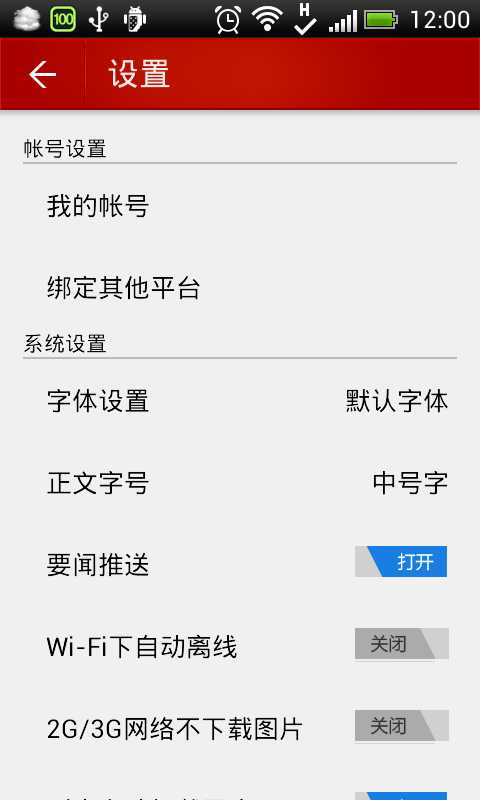 100
H
12:00
设置
帐号设置
我的帐号
绑定其他平台
系统设置
字体设置 默认字体
正文字号 中号字
要闻推送 打开
Wi-Fi下自动离线 关闭
2G/3G网络不下载图片 关闭